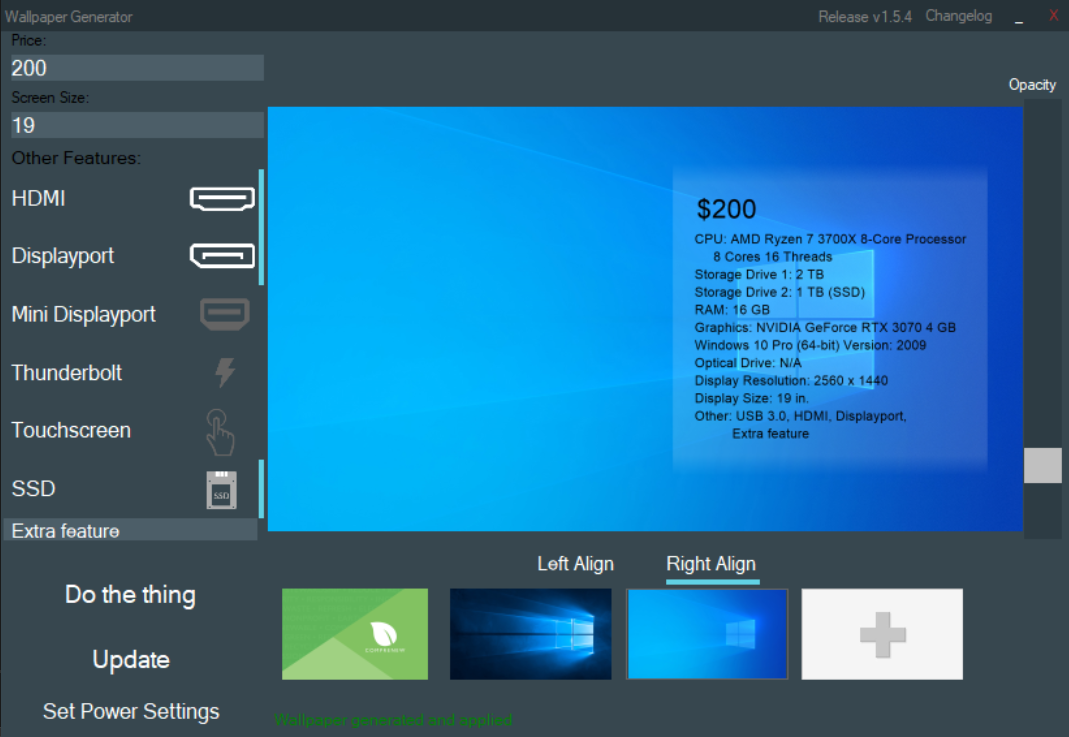 Wallpaper Generator
Release v1.5.4 Changelog _ X
Price:
200
Screen Size:
19
Other Features:
HDMI
Displayport
Mini Displayport
Thunderbolt
Touchscreen
SSD
SSD
Extra feature
Do the thing
Update
Set Power Settings
Opacity
$200
CPU: AMD Ryzen 7 3700X 8-Core Processor
8 Cores 16 Threads
Storage Drive 1: 2 TB
Storage Drive 2: 1 TB (SSD)
RAM: 16 GB
Graphics: NVIDIA GeForce RTX 3070 4 GB
Windows 10 Pro (64-bit) Version: 2009
Optical Drive: N/A
Display Resolution: 2560 x 1440
Display Size: 19 in.
Other: USB 3.0, HDMI, Displayport,
Extra feature
Left Align
Right Align
Wallpaper generated and applied